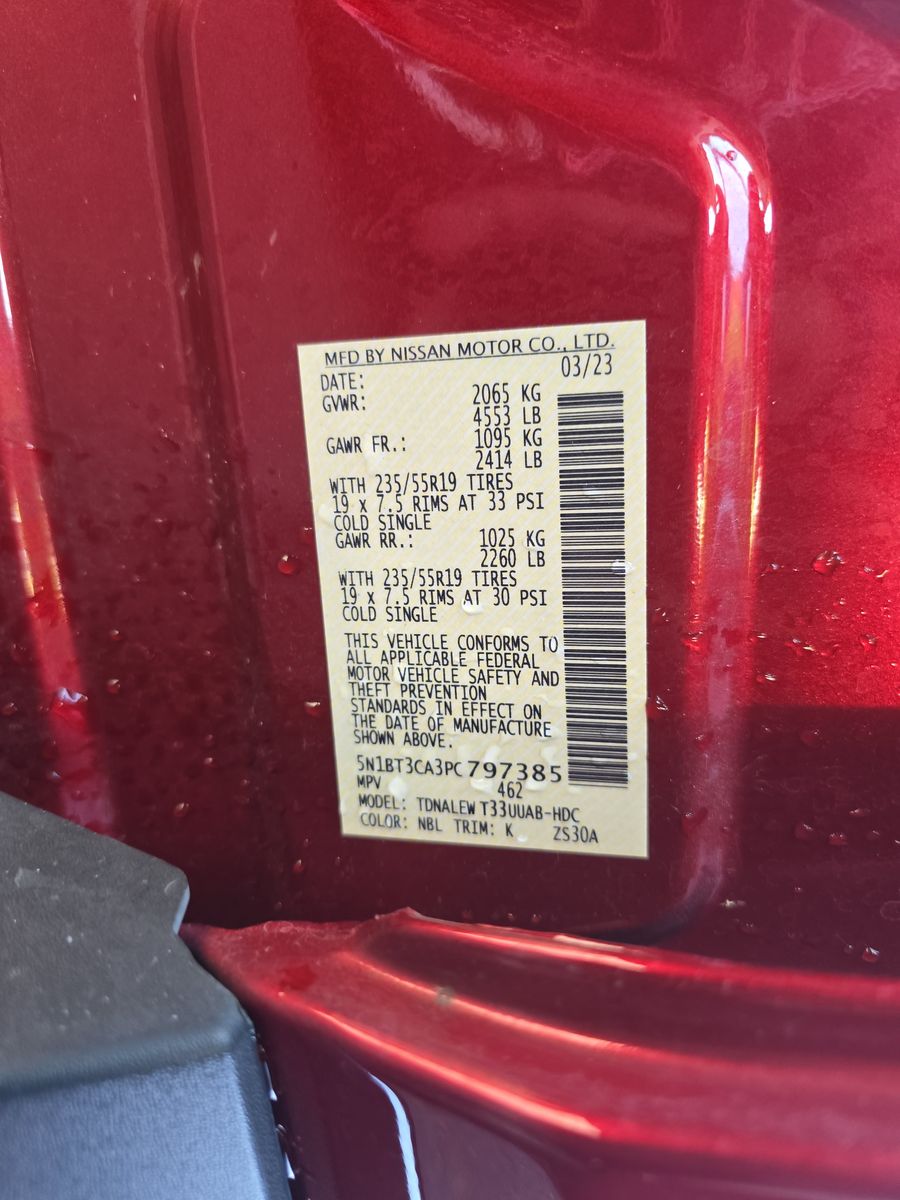 MFD BY NISSAN MOTOR CO., LTD.
DATE: 03/23
GVWR: 2065 KG
4553 LB
GAWR FR.: 1095 KG
2414 LB
WITH 235/55R19 TIRES
19 x 7.5 RIMS AT 33 PSI
COLD SINGLE
GAWR RR.: 1025 KG
2260 LB
WITH 235/55R19 TIRES
19 x 7.5 RIMS AT 30 PSI
COLD SINGLE
THIS VEHICLE CONFORMS TO
ALL APPLICABLE FEDERAL
MOTOR VEHICLE SAFETY AND
THEFT PREVENTION
STANDARDS IN EFFECT ON
THE DATE OF MANUFACTURE
SHOWN ABOVE.
5N1BT3CA3PC797385
MPV 462
MODEL: TDNALEW T33UUAB-HDC
COLOR: NBL TRIM: K ZS30A